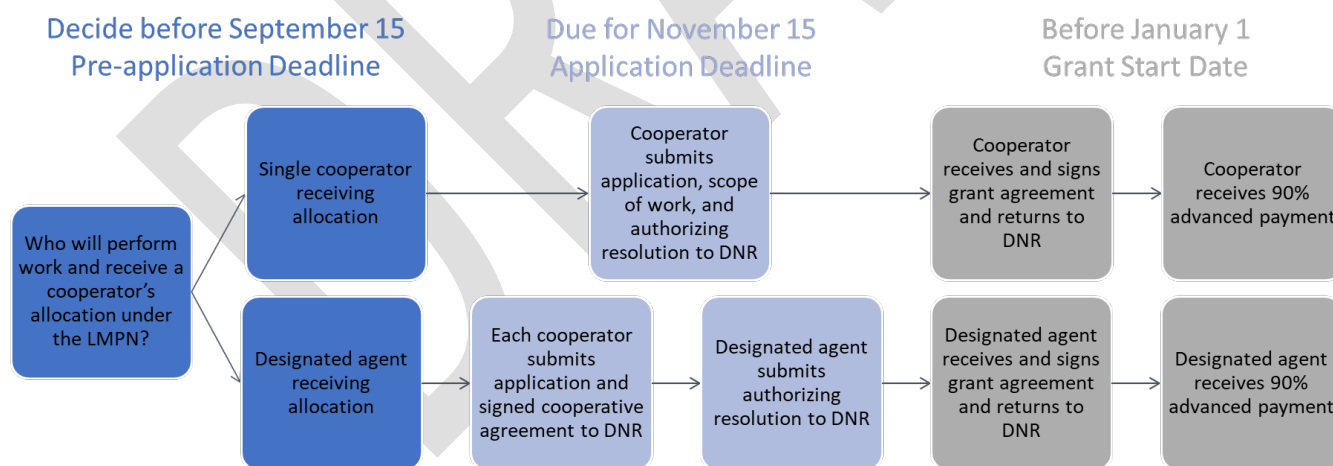 Decide before September 15
Pre-application Deadline
Due for November 15
Application Deadline
Before January 1
Grant Start Date
Who will perform
work and receive a
cooperator’s
allocation under
the LMPN?
Single cooperator
receiving
allocation
Cooperator
submits
application, scope
of work, and
authorizing
resolution to DNR
Cooperator
receives and signs
grant agreement
and returns to
DNR
Cooperator
receives 90%
advanced payment
Designated agent
receiving
allocation
Each cooperator
submits
application and
signed cooperative
agreement to DNR
Designated agent
submits
authorizing
resolution to DNR
Designated agent
receives and signs
grant agreement
and returns to
DNR
Designated agent
receives 90%
advanced payment